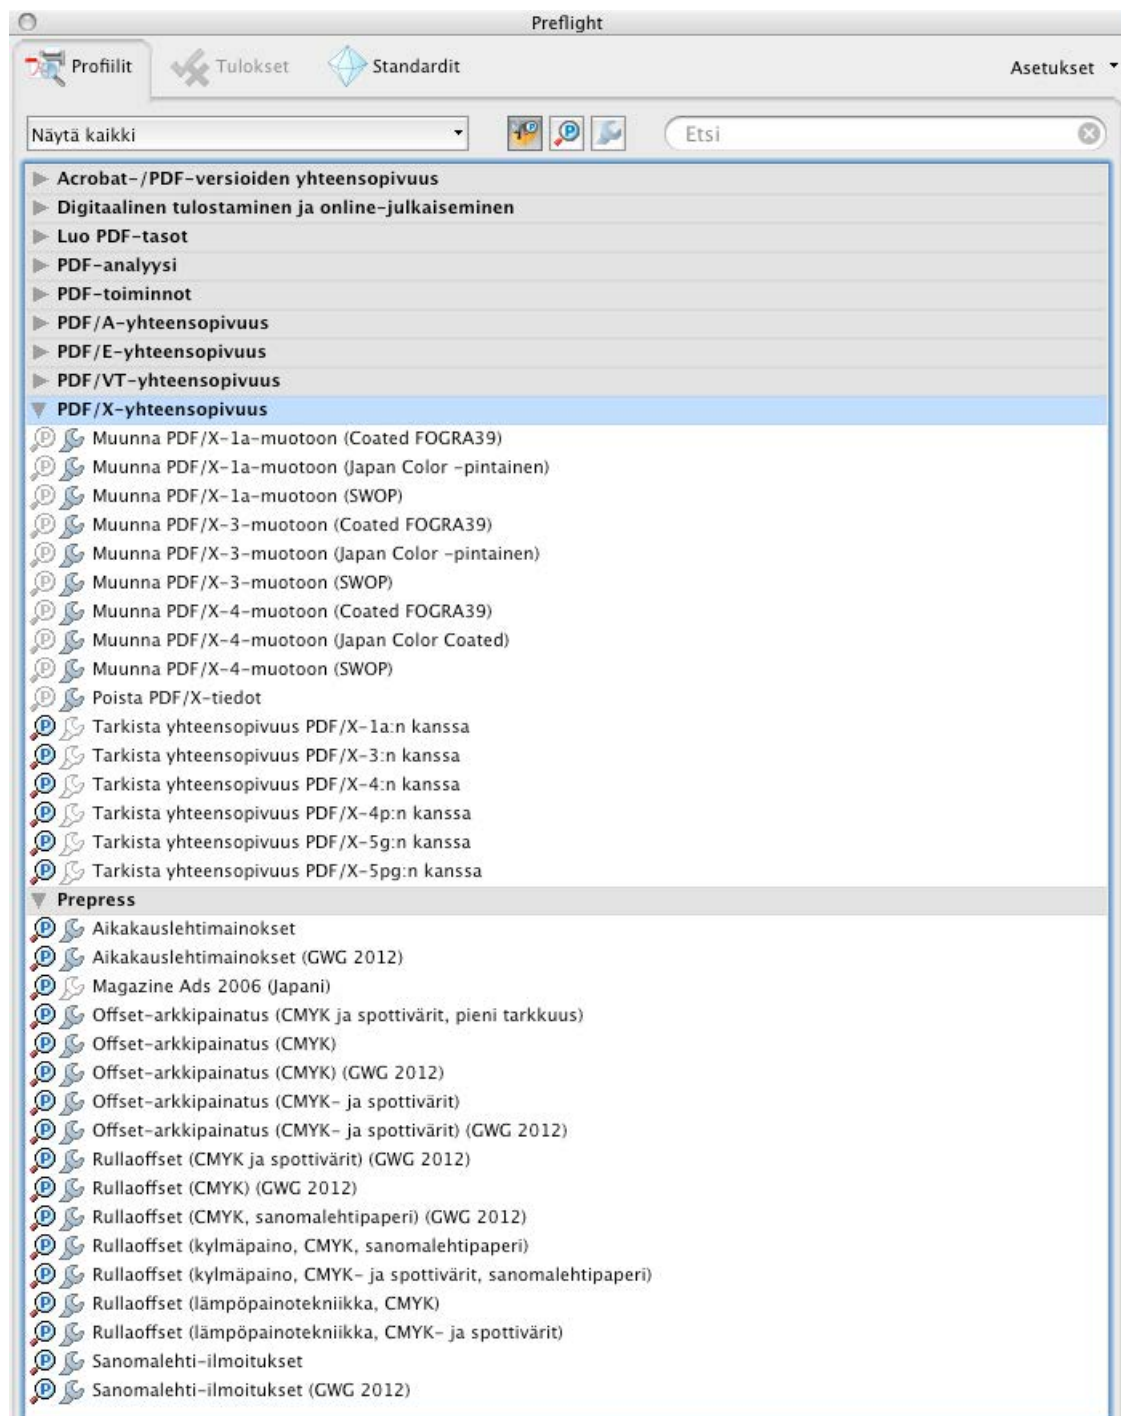 Preflight
Profiilit Tulokset Standardit Asetukset
Näytä kaikki Etsi
Acrobat-/PDF-versioiden yhteensopivuus
Digitaalinen tulostaminen ja online-julkaiseminen
Luo PDF-tasot
PDF-analyysi
PDF-toiminnot
PDF/A-yhteensopivuus
PDF/E-yhteensopivuus
PDF/VT-yhteensopivuus
PDF/X-yhteensopivuus
Muunna PDF/X-1a-muotoon (Coated FOGRA39)
Muunna PDF/X-1a-muotoon (Japan Color -pintainen)
Muunna PDF/X-1a-muotoon (SWOP)
Muunna PDF/X-3-muotoon (Coated FOGRA39)
Muunna PDF/X-3-muotoon (Japan Color -pintainen)
Muunna PDF/X-3-muotoon (SWOP)
Muunna PDF/X-4-muotoon (Coated FOGRA39)
Muunna PDF/X-4-muotoon (Japan Color Coated)
Muunna PDF/X-4-muotoon (SWOP)
Poista PDF/X-tiedot
Tarkista yhteensopivuus PDF/X-1a:n kanssa
Tarkista yhteensopivuus PDF/X-3:n kanssa
Tarkista yhteensopivuus PDF/X-4:n kanssa
Tarkista yhteensopivuus PDF/X-4p:n kanssa
Tarkista yhteensopivuus PDF/X-5g:n kanssa
Tarkista yhteensopivuus PDF/X-5pg:n kanssa
Prepress
Aikakauslehtimainokset
Aikakauslehtimainokset (GWG 2012)
Magazine Ads 2006 (Japani)
Offset-arkkipainatus (CMYK ja spottivärit, pieni tarkkuus)
Offset-arkkipainatus (CMYK)
Offset-arkkipainatus (CMYK) (GWG 2012)
Offset-arkkipainatus (CMYK- ja spottivärit)
Offset-arkkipainatus (CMYK- ja spottivärit) (GWG 2012)
Rullaoffset (CMYK ja spottivärit) (GWG 2012)
Rullaoffset (CMYK) (GWG 2012)
Rullaoffset (CMYK, sanomalehtipaperi) (GWG 2012)
Rullaoffset (kylmäpaino, CMYK, sanomalehtipaperi)
Rullaoffset (kylmäpaino, CMYK- ja spottivärit, sanomalehtipaperi)
Rullaoffset (lämpöpainotekniikka, CMYK)
Rullaoffset (lämpöpainotekniikka, CMYK- ja spottivärit)
Sanomalehti-ilmoitukset
Sanomalehti-ilmoitukset (GWG 2012)